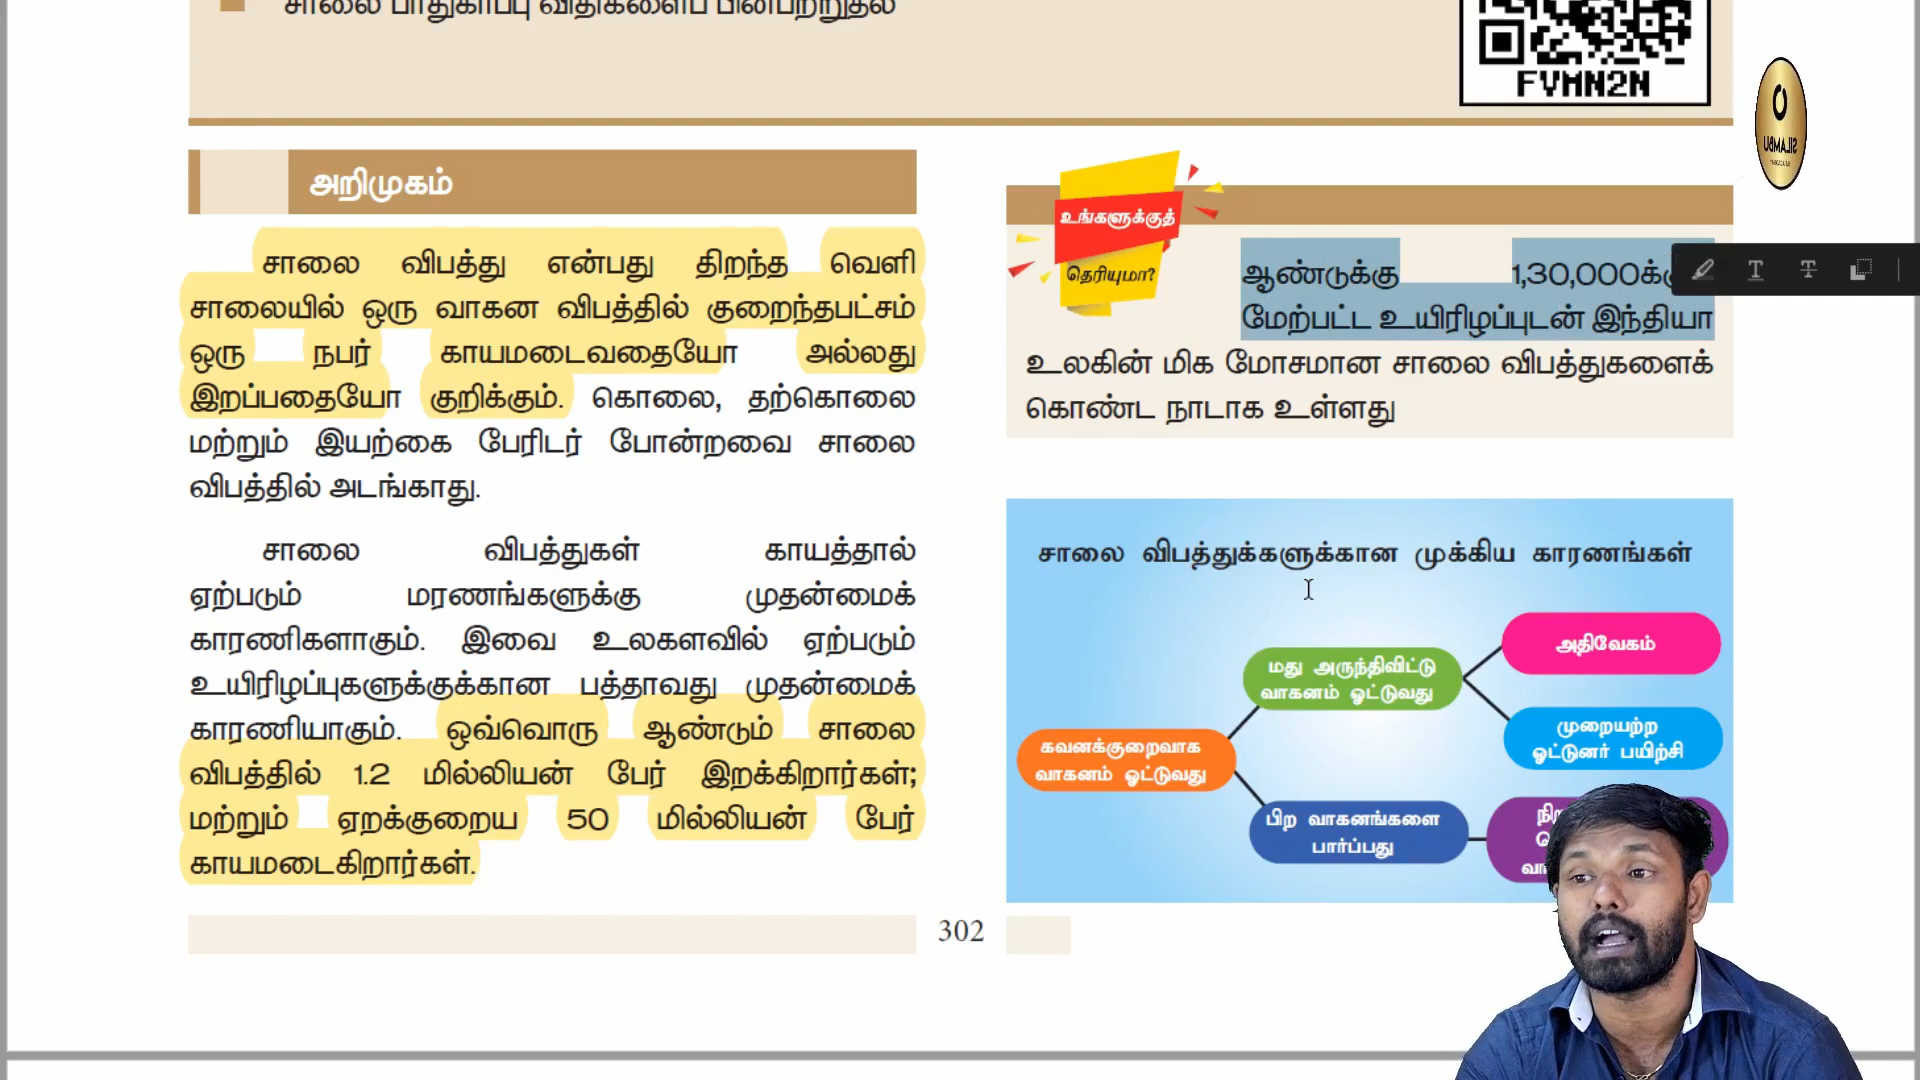 சாலை பாதுகாப்பு விதிகளைப் பின்பற்றுதல்
FVMN2N
SILAMBU
அறிமுகம்
சாலை விபத்து என்பது திறந்த வெளி
சாலையில் ஒரு வாகன விபத்தில் குறைந்தபட்சம்
ஒரு நபர் காயமடைவதையோ அல்லது
இறப்பதையோ குறிக்கும். கொலை, தற்கொலை
மற்றும் இயற்கை பேரிடர் போன்றவை சாலை
விபத்தில் அடங்காது.
சாலை விபத்துகள் காயத்தால்
ஏற்படும் மரணங்களுக்கு முதன்மைக்
காரணிகளாகும். இவை உலகளவில் ஏற்படும்
உயிரிழப்புகளுக்குக்கான பத்தாவது முதன்மைக்
காரணியாகும். ஒவ்வொரு ஆண்டும் சாலை
விபத்தில் 1.2 மில்லியன் பேர் இறக்கிறார்கள்;
மற்றும் ஏறக்குறைய 50 மில்லியன் பேர்
காயமடைகிறார்கள்.
உங்களுக்குத்
தெரியுமா?
ஆண்டுக்கு 1,30,000க்கு
மேற்பட்ட உயிரிழப்புடன் இந்தியா
உலகின் மிக மோசமான சாலை விபத்துகளைக்
கொண்ட நாடாக உள்ளது
சாலை விபத்துக்களுக்கான முக்கிய காரணங்கள்
அதிவேகம்
மது அருந்திவிட்டு
வாகனம் ஓட்டுவது
முறையற்ற
ஓட்டுனர் பயிற்சி
கவனக்குறைவாக
வாகனம் ஓட்டுவது
பிற வாகனங்களை
பார்ப்பது
302